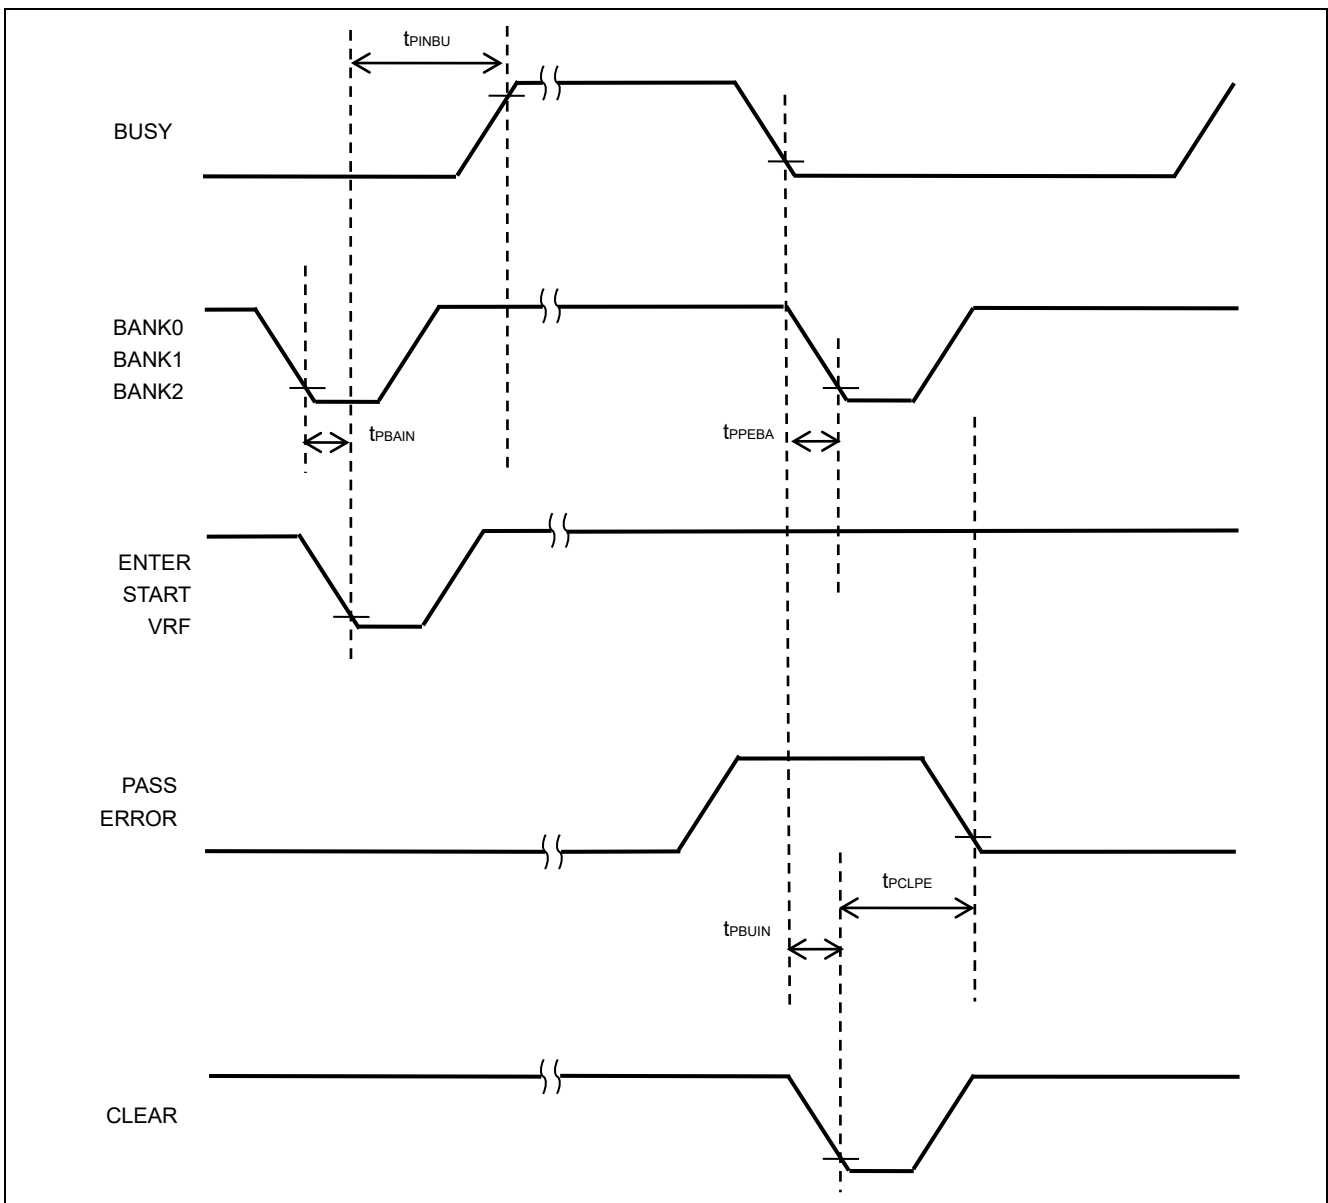 tPINBU
BUSY
BANK0
BANK1
BANK2
tPBAIN
tPPEBA
ENTER
START
VRF
PASS
ERROR
tPCLPE
tPBUIN
CLEAR